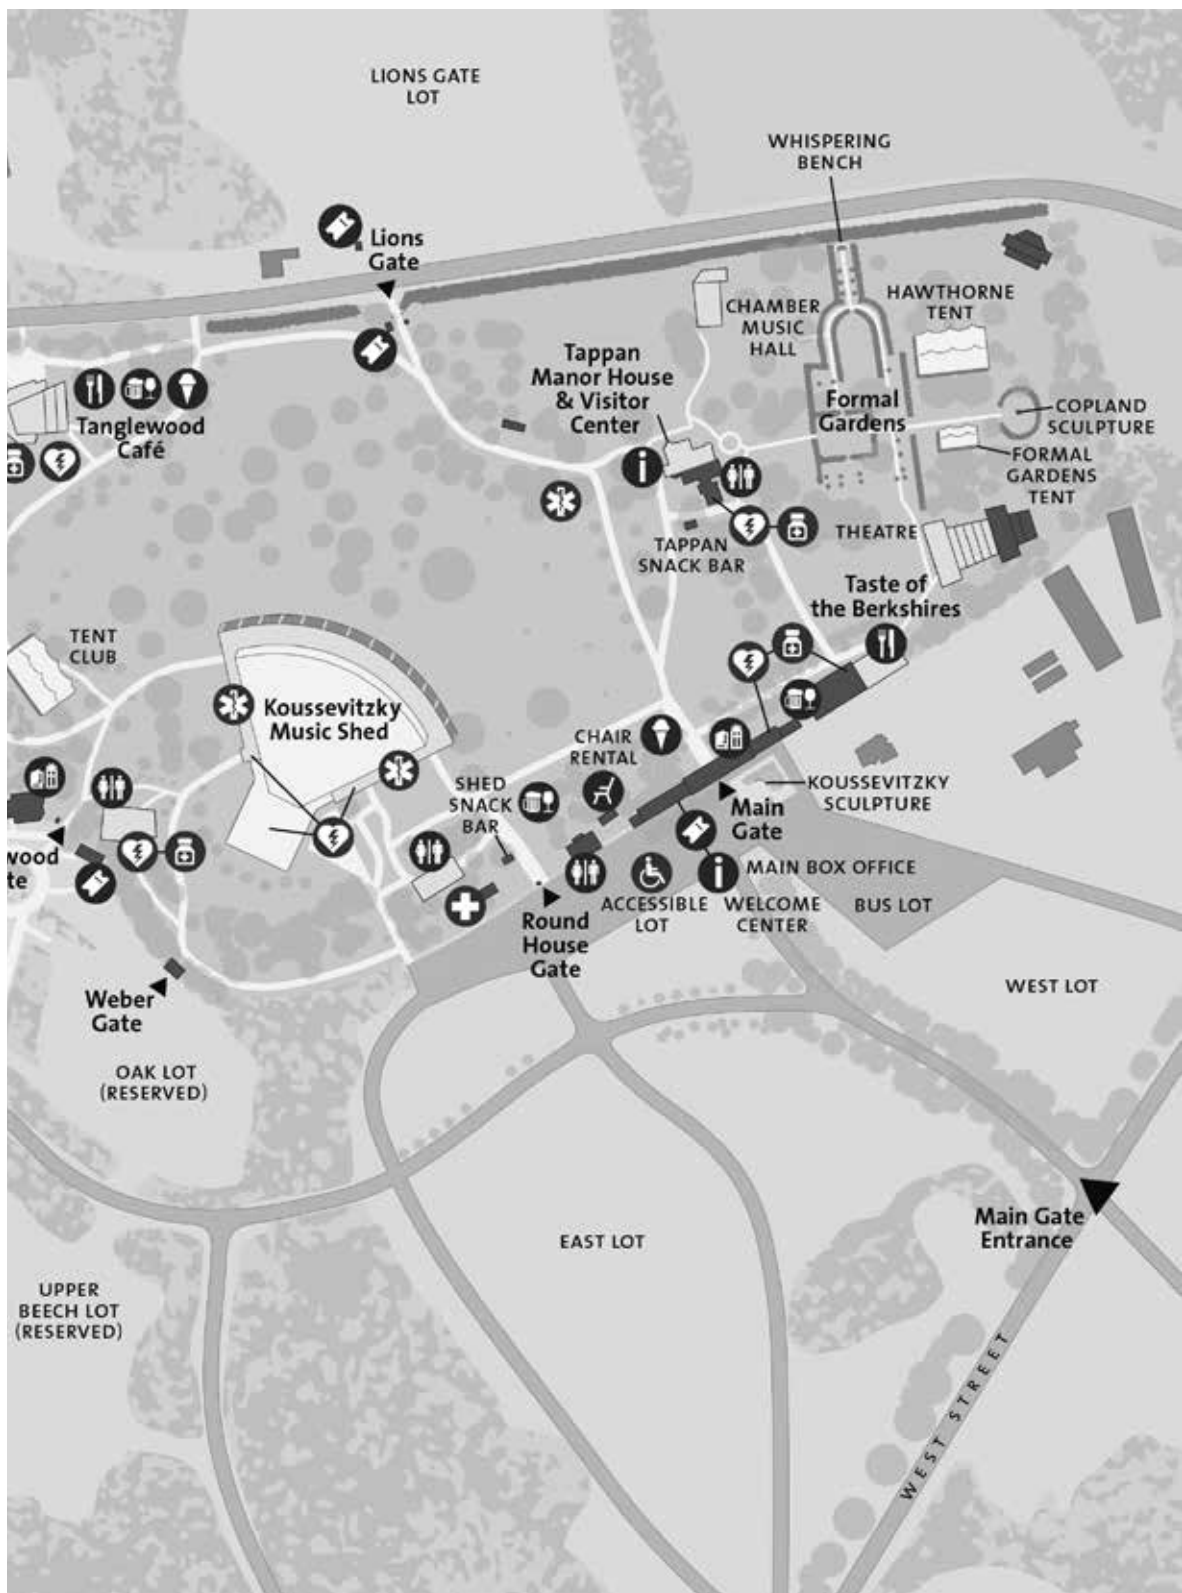 LIONS GATE
LOT
WHISPERING
BENCH
Lions
Gate
CHAMBER
MUSIC
HALL
HAWTHORNE
TENT
Tappan
Manor House
& Visitor
Center
Formal
Gardens
COPLAND
SCULPTURE
FORMAL
GARDENS
TENT
Tanglewood
Café
TAPPAN
SNACK BAR
THEATRE
Taste of
the Berkshires
TENT
CLUB
Koussevitzky
Music Shed
CHAIR
RENTAL
SHED
SNACK
BAR
KOUSSEVITZKY
SCULPTURE
Main
Gate
wood
te
MAIN BOX OFFICE
ACCESSIBLE
LOT
WELCOME
CENTER
BUS LOT
Round
House
Gate
Weber
Gate
WEST LOT
OAK LOT
(RESERVED)
Main Gate
Entrance
EAST LOT
UPPER
BEECH LOT
(RESERVED)
WEST STREET